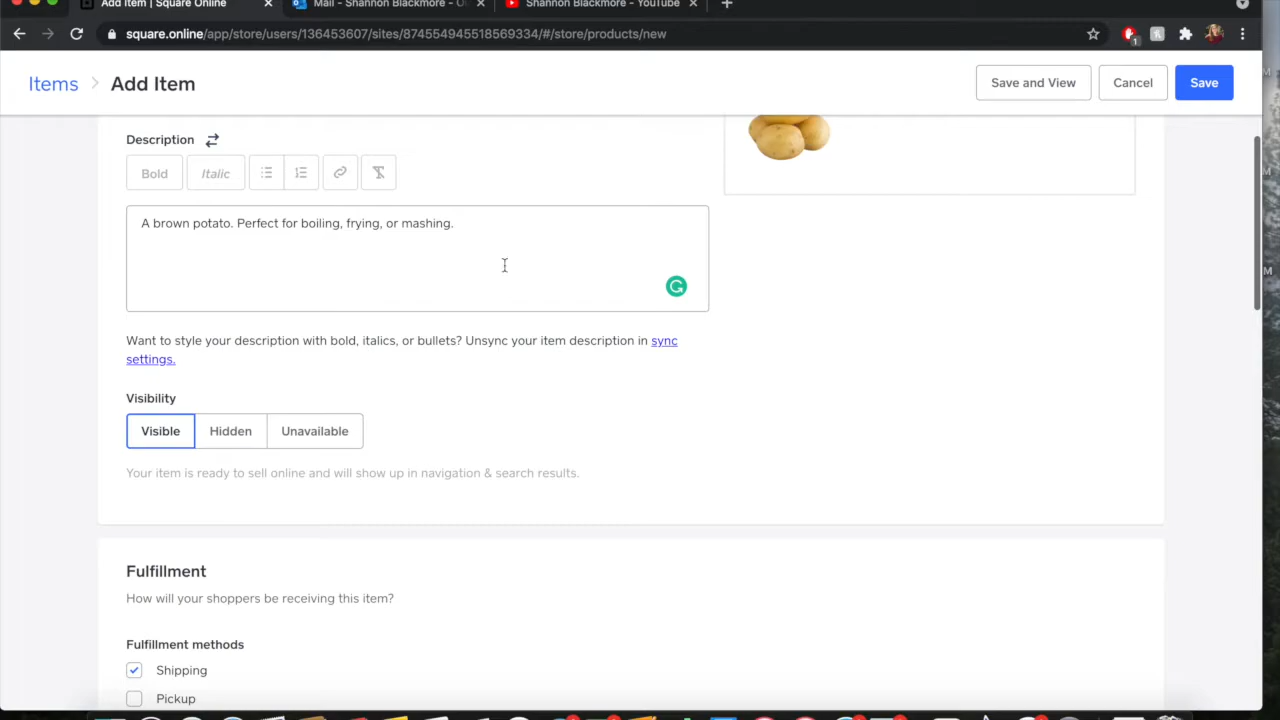 Add Item | Square Online
Mail - Shannon Blackmore - O
Shannon Blackmore - YouTube
square.online/app/store/users/136453607/sites/874554945518569334/#/store/products/new
1
Items > Add Item
Save and View
Cancel
Save
Description
Bold
Italic
A brown potato. Perfect for boiling, frying, or mashing.
Want to style your description with bold, italics, or bullets? Unsync your item description in sync
settings.
Visibility
Visible
Hidden
Unavailable
Your item is ready to sell online and will show up in navigation & search results.
Fulfillment
How will your shoppers be receiving this item?
Fulfillment methods
Shipping
Pickup